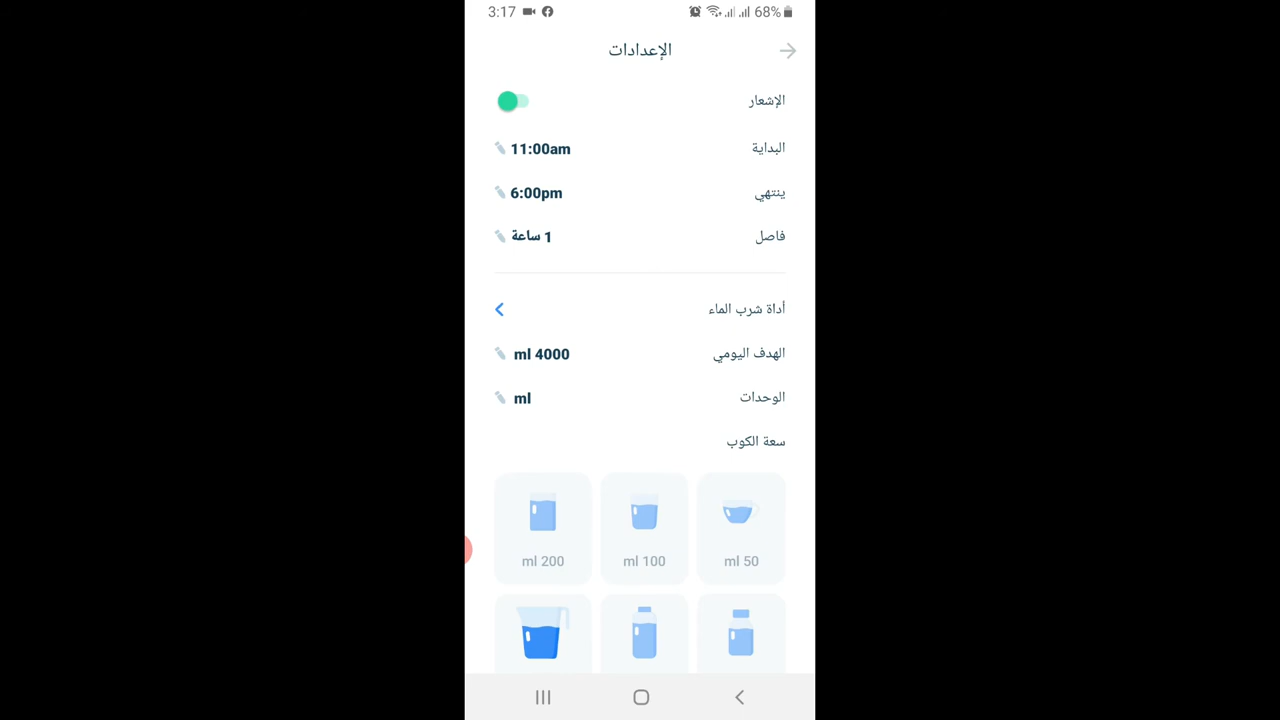 3:17 68%
الإعدادات
الإشعار
البداية 11:00am
ينتهي 6:00pm
فاصل 1 ساعة
أداة شرب الماء
الهدف اليومي ml 4000
الوحدات ml
سعة الكوب
ml 50 ml 100 ml 200